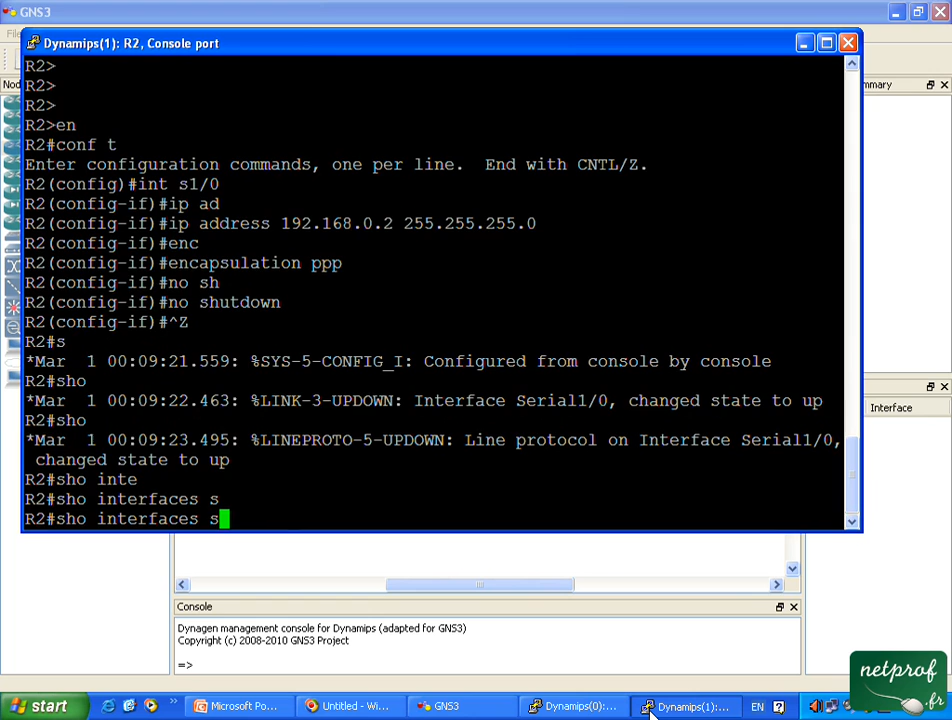 GNS3
Dynamips(1): R2, Console port
R2>
R2>
R2>
R2>en
R2#conf t
Enter configuration commands, one per line.  End with CNTL/Z.
R2(config)#int s1/0
R2(config-if)#ip ad
R2(config-if)#ip address 192.168.0.2 255.255.255.0
R2(config-if)#enc
R2(config-if)#encapsulation ppp
R2(config-if)#no sh
R2(config-if)#no shutdown
R2(config-if)#^Z
R2#s
*Mar  1 00:09:21.559: %SYS-5-CONFIG_I: Configured from console by console
R2#sho
*Mar  1 00:09:22.463: %LINK-3-UPDOWN: Interface Serial1/0, changed state to up
R2#sho
*Mar  1 00:09:23.495: %LINEPROTO-5-UPDOWN: Line protocol on Interface Serial1/0,
changed state to up
R2#sho inte
R2#sho interfaces s
R2#sho interfaces s
Interface
Console
Dynagen management console for Dynamips (adapted for GNS3)
Copyright (c) 2008-2010 GNS3 Project
=>
start
Microsoft Po...
Untitled - Wi...
GNS3
Dynamips(0):...
Dynamips(1):...
EN
netprof
.fr